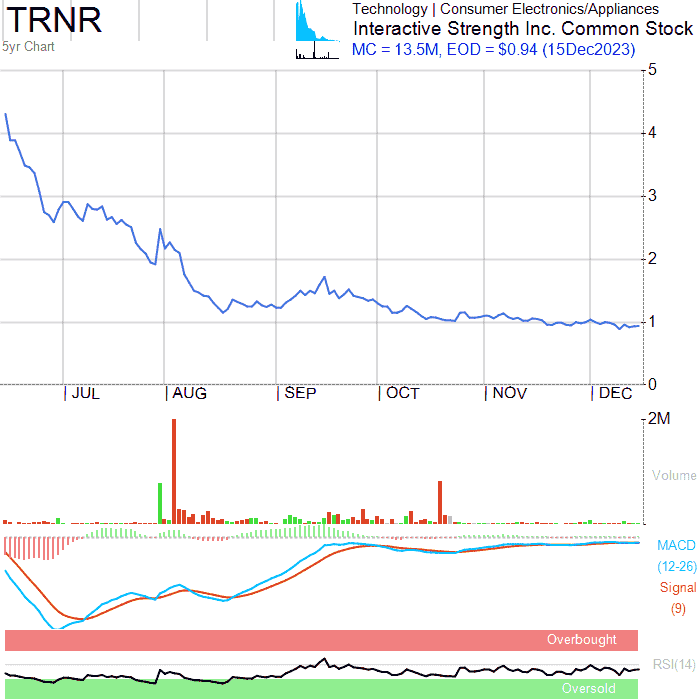 TRNR
Technology | Consumer Electronics/Appliances
Interactive Strength Inc. Common Stock
5yr Chart
MC = 13.5M, EOD = $0.94 (15Dec2023)
5
4
3
2
1
0
JUL AUG SEP OCT NOV DEC
2M
Volume
MACD
(12-26)
Signal
(9)
Overbought
RSI(14)
Oversold